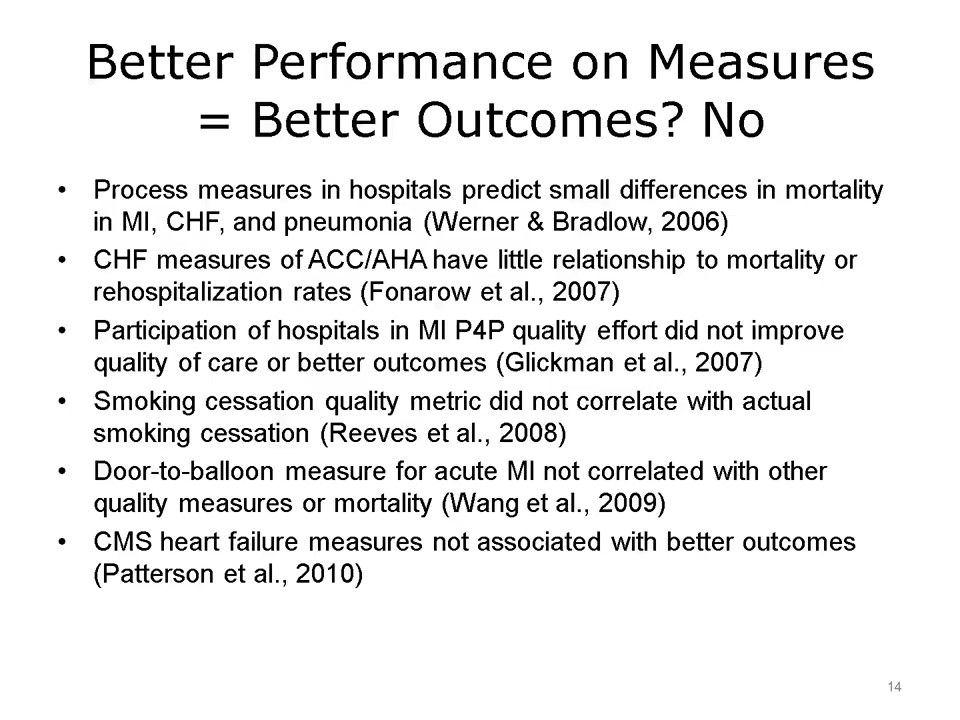 Better Performance on Measures
= Better Outcomes? No
• Process measures in hospitals predict small differences in mortality
in MI, CHF, and pneumonia (Werner & Bradlow, 2006)
• CHF measures of ACC/AHA have little relationship to mortality or
rehospitalization rates (Fonarow et al., 2007)
• Participation of hospitals in MI P4P quality effort did not improve
quality of care or better outcomes (Glickman et al., 2007)
• Smoking cessation quality metric did not correlate with actual
smoking cessation (Reeves et al., 2008)
• Door-to-balloon measure for acute MI not correlated with other
quality measures or mortality (Wang et al., 2009)
• CMS heart failure measures not associated with better outcomes
(Patterson et al., 2010)
14